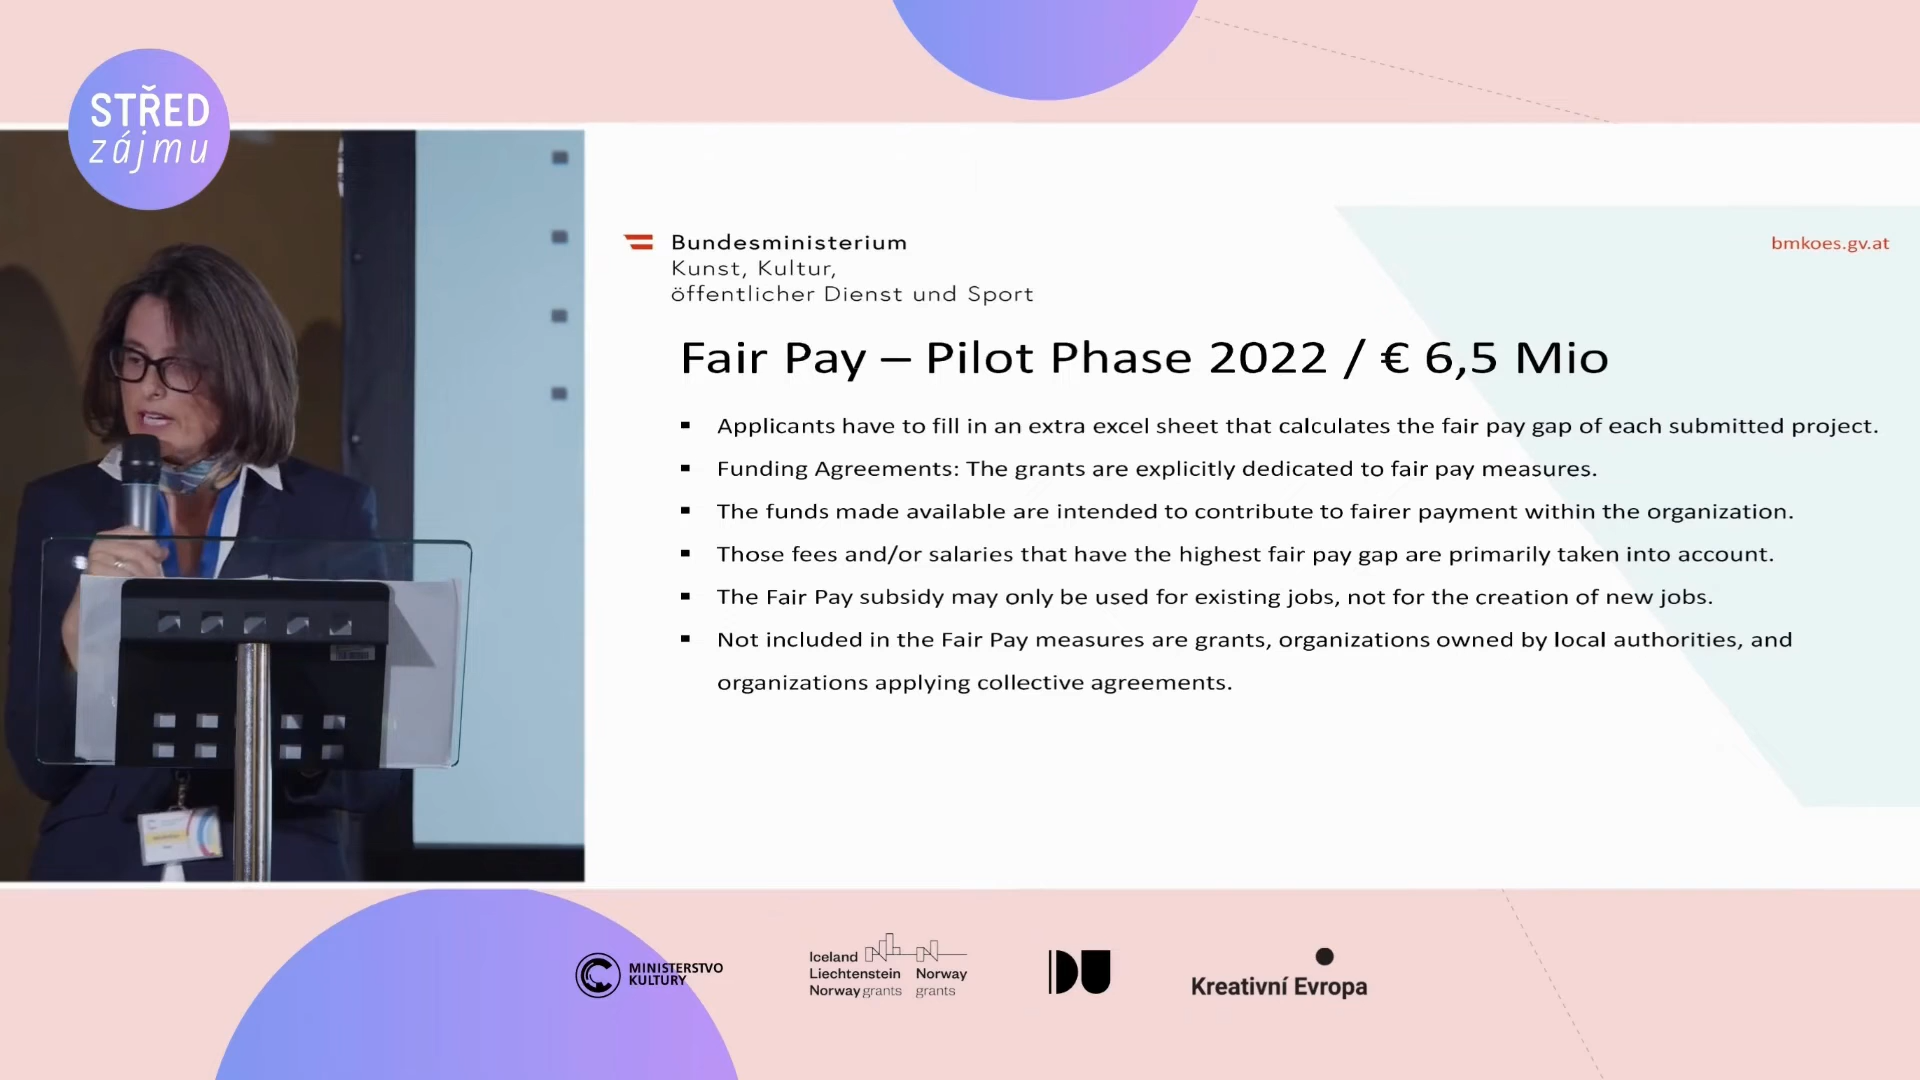 STŘED
zájmu
Bundesministerium
Kunst, Kultur,
öffentlicher Dienst und Sport
bmkoes.gv.at
Fair Pay – Pilot Phase 2022 / € 6,5 Mio
▪ Applicants have to fill in an extra excel sheet that calculates the fair pay gap of each submitted project.
▪ Funding Agreements: The grants are explicitly dedicated to fair pay measures.
▪ The funds made available are intended to contribute to fairer payment within the organization.
▪ Those fees and/or salaries that have the highest fair pay gap are primarily taken into account.
▪ The Fair Pay subsidy may only be used for existing jobs, not for the creation of new jobs.
▪ Not included in the Fair Pay measures are grants, organizations owned by local authorities, and
organizations applying collective agreements.
MINISTERSTVO
KULTURY
Iceland
Liechtenstein
Norway grants
Norway
grants
DU
Kreativní Evropa